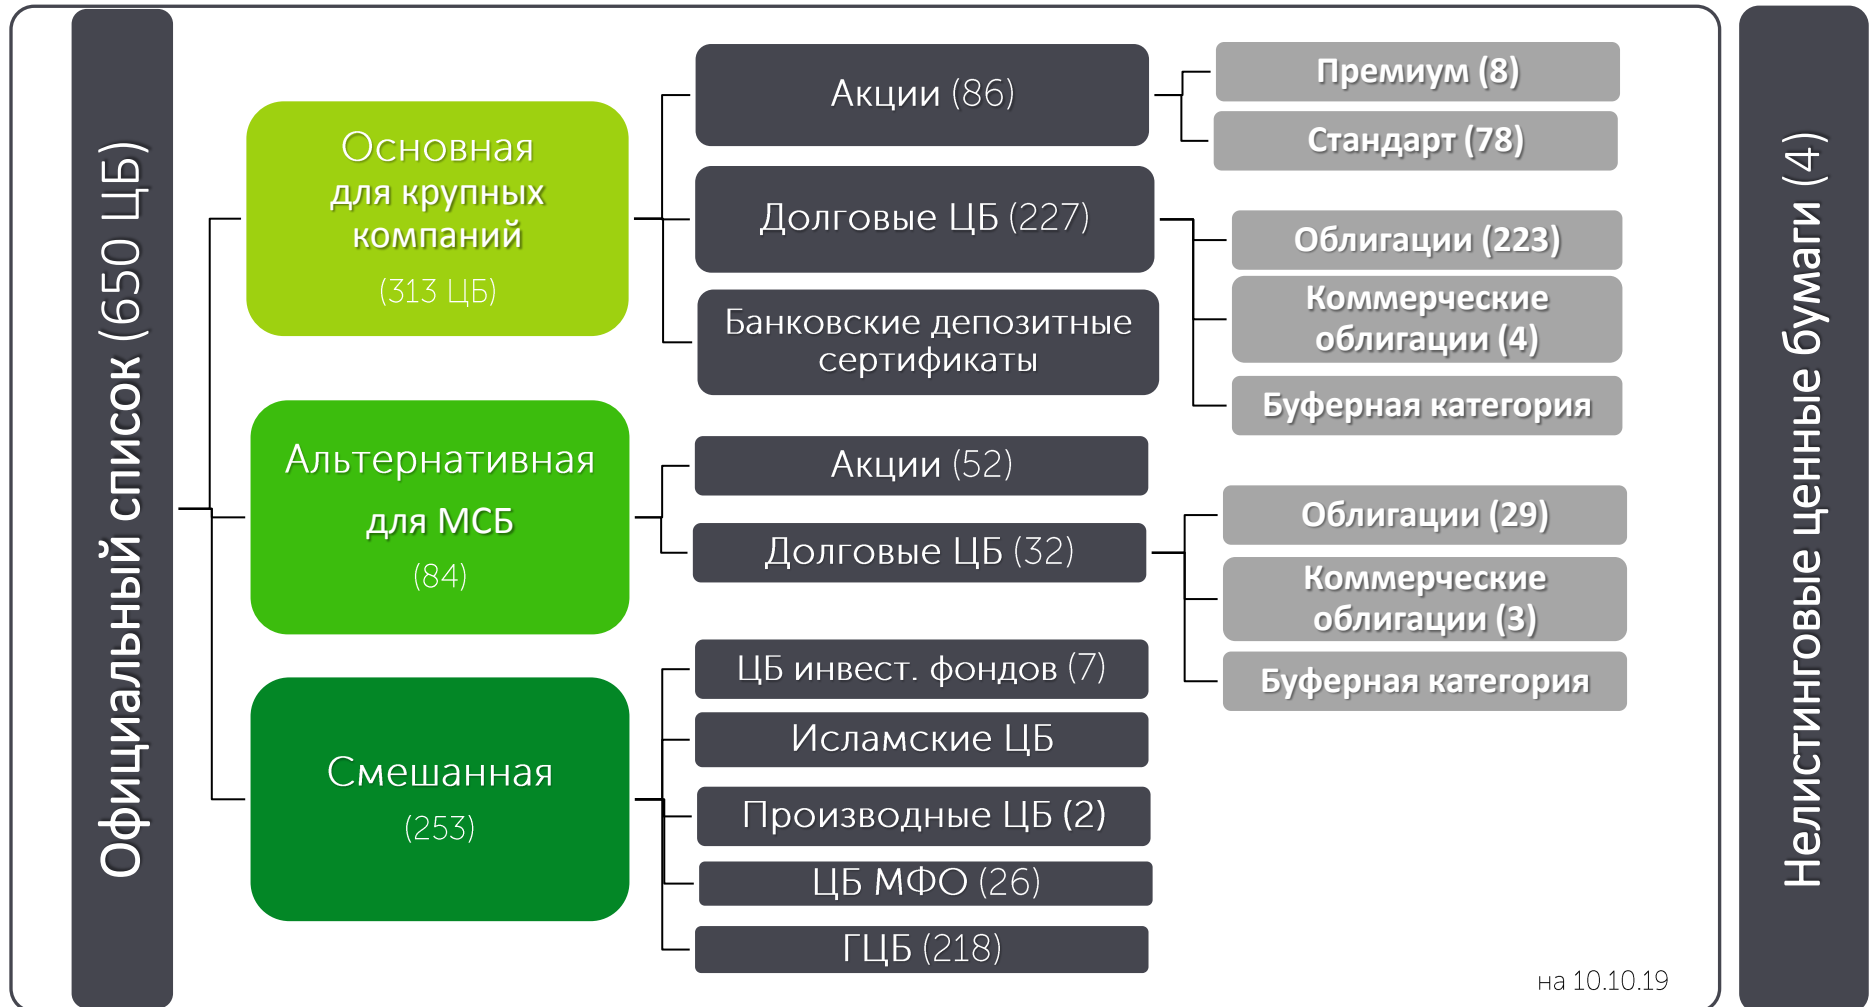 Официальный список (650 ЦБ)
Основная
для крупных
компаний
(313 ЦБ)
Акции (86)
Премиум (8)
Стандарт (78)
Долговые ЦБ (227)
Облигации (223)
Коммерческие
облигации (4)
Буферная категория
Банковские депозитные
сертификаты
Альтернативная
для МСБ
(84)
Акции (52)
Долговые ЦБ (32)
Облигации (29)
Коммерческие
облигации (3)
Буферная категория
Смешанная
(253)
ЦБ инвест. фондов (7)
Исламские ЦБ
Производные ЦБ (2)
ЦБ МФО (26)
ГЦБ (218)
на 10.10.19
Нелистинговые ценные бумаги (4)